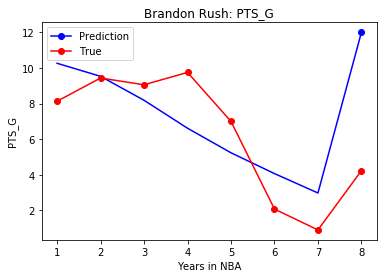 Brandon Rush: PTS_G
Prediction
True
PTS_G
12
10
8
6
4
2
1 2 3 4 5 6 7 8
Years in NBA